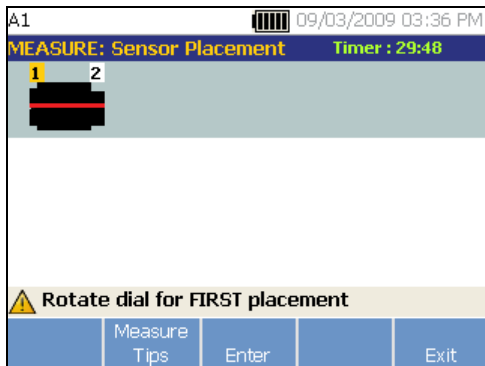 A1 09/03/2009 03:36 PM
MEASURE: Sensor Placement Timer : 29:48
1 2
Rotate dial for FIRST placement
Measure
Tips Enter Exit